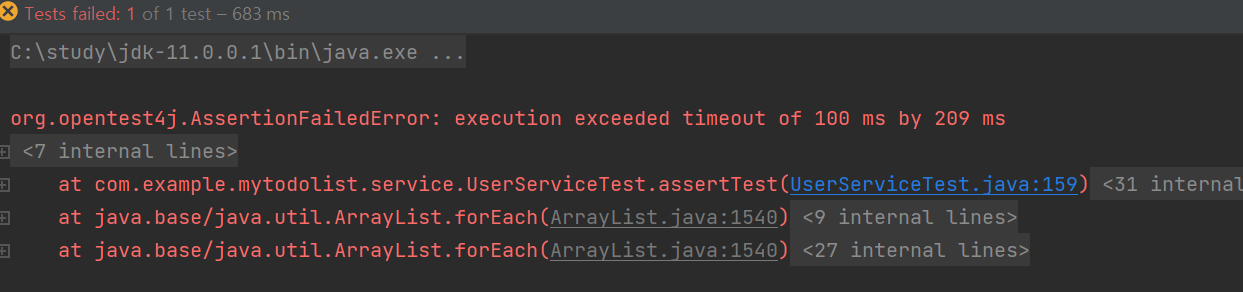 Tests failed: 1 of 1 test – 683 ms
C:\study\jdk-11.0.0.1\bin\java.exe ...
org.opentest4j.AssertionFailedError: execution exceeded timeout of 100 ms by 209 ms
<7 internal lines>
at com.example.mytodolist.service.UserServiceTest.assertTest(UserServiceTest.java:159) <31 internal
at java.base/java.util.ArrayList.forEach(ArrayList.java:1540) <9 internal lines>
at java.base/java.util.ArrayList.forEach(ArrayList.java:1540) <27 internal lines>